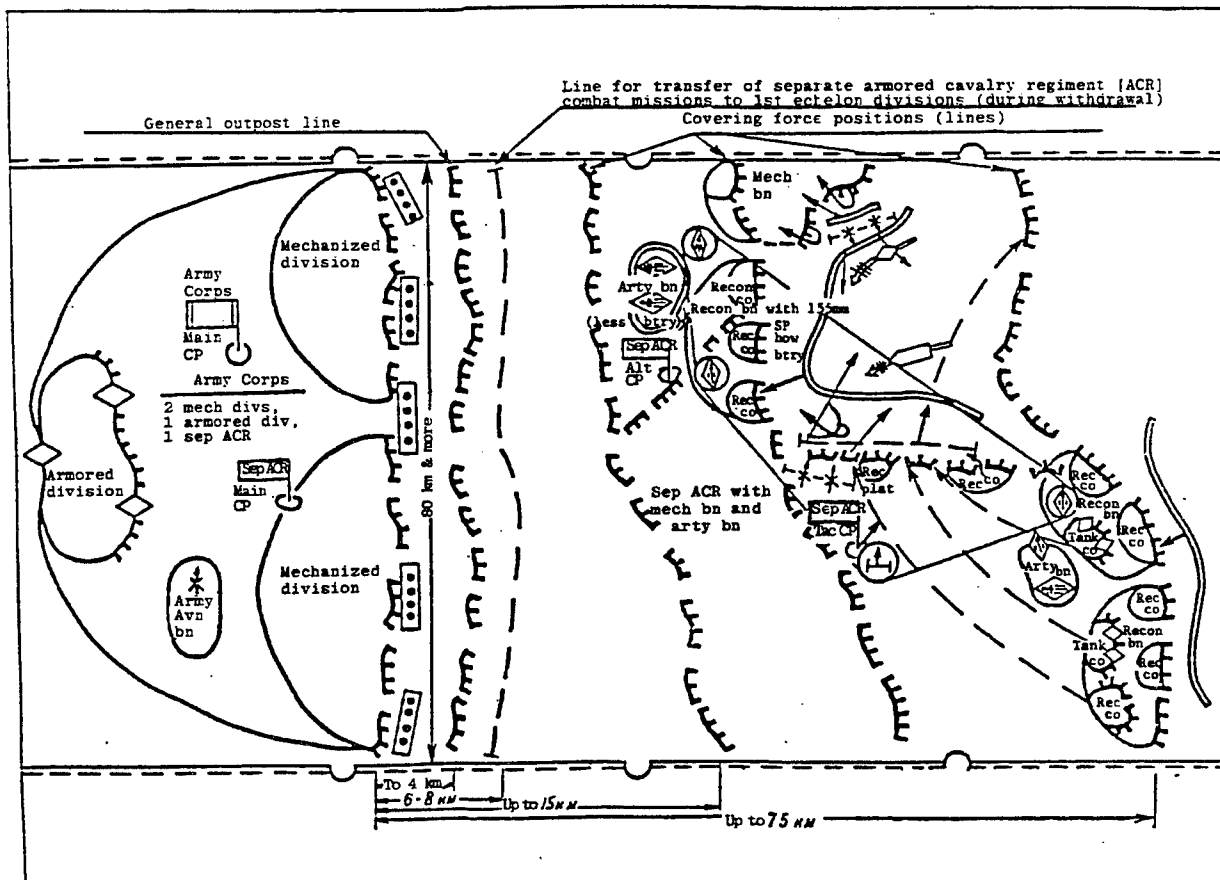 Line for transfer of separate armored cavalry regiment [ACR]
combat missions to 1st ectelon divisions (during withdrawal)
General outpost line
Covering force positions (lines)
Mech
bn
Mechanized
division
Army
Corps
Main
CP
Army Corps
2 mech divs,
1 armored div,
1 sep ACR
Armored
division
Sep ACR
Main
CP
Army
Avn
bn
Mechanized
division
80 km & more
Arty bn
(less btry)
Recon
co
Recon bn with 155mm
SP
how
btry
Rec
co
Rec
co
Sep ACR
Alt
CP
Sep ACR with
mech bn and
arty bn
Rec
plat
Rec
co
Sep ACR
Tac CP
Rec
co
Recon
bn
Tank
co
Rec
co
Arty bn
Rec
co
Recon
bn
Tank
co
Rec
co
Rec
co
To 4 km
6-8 км
Up to 15 км
Up to 75 км